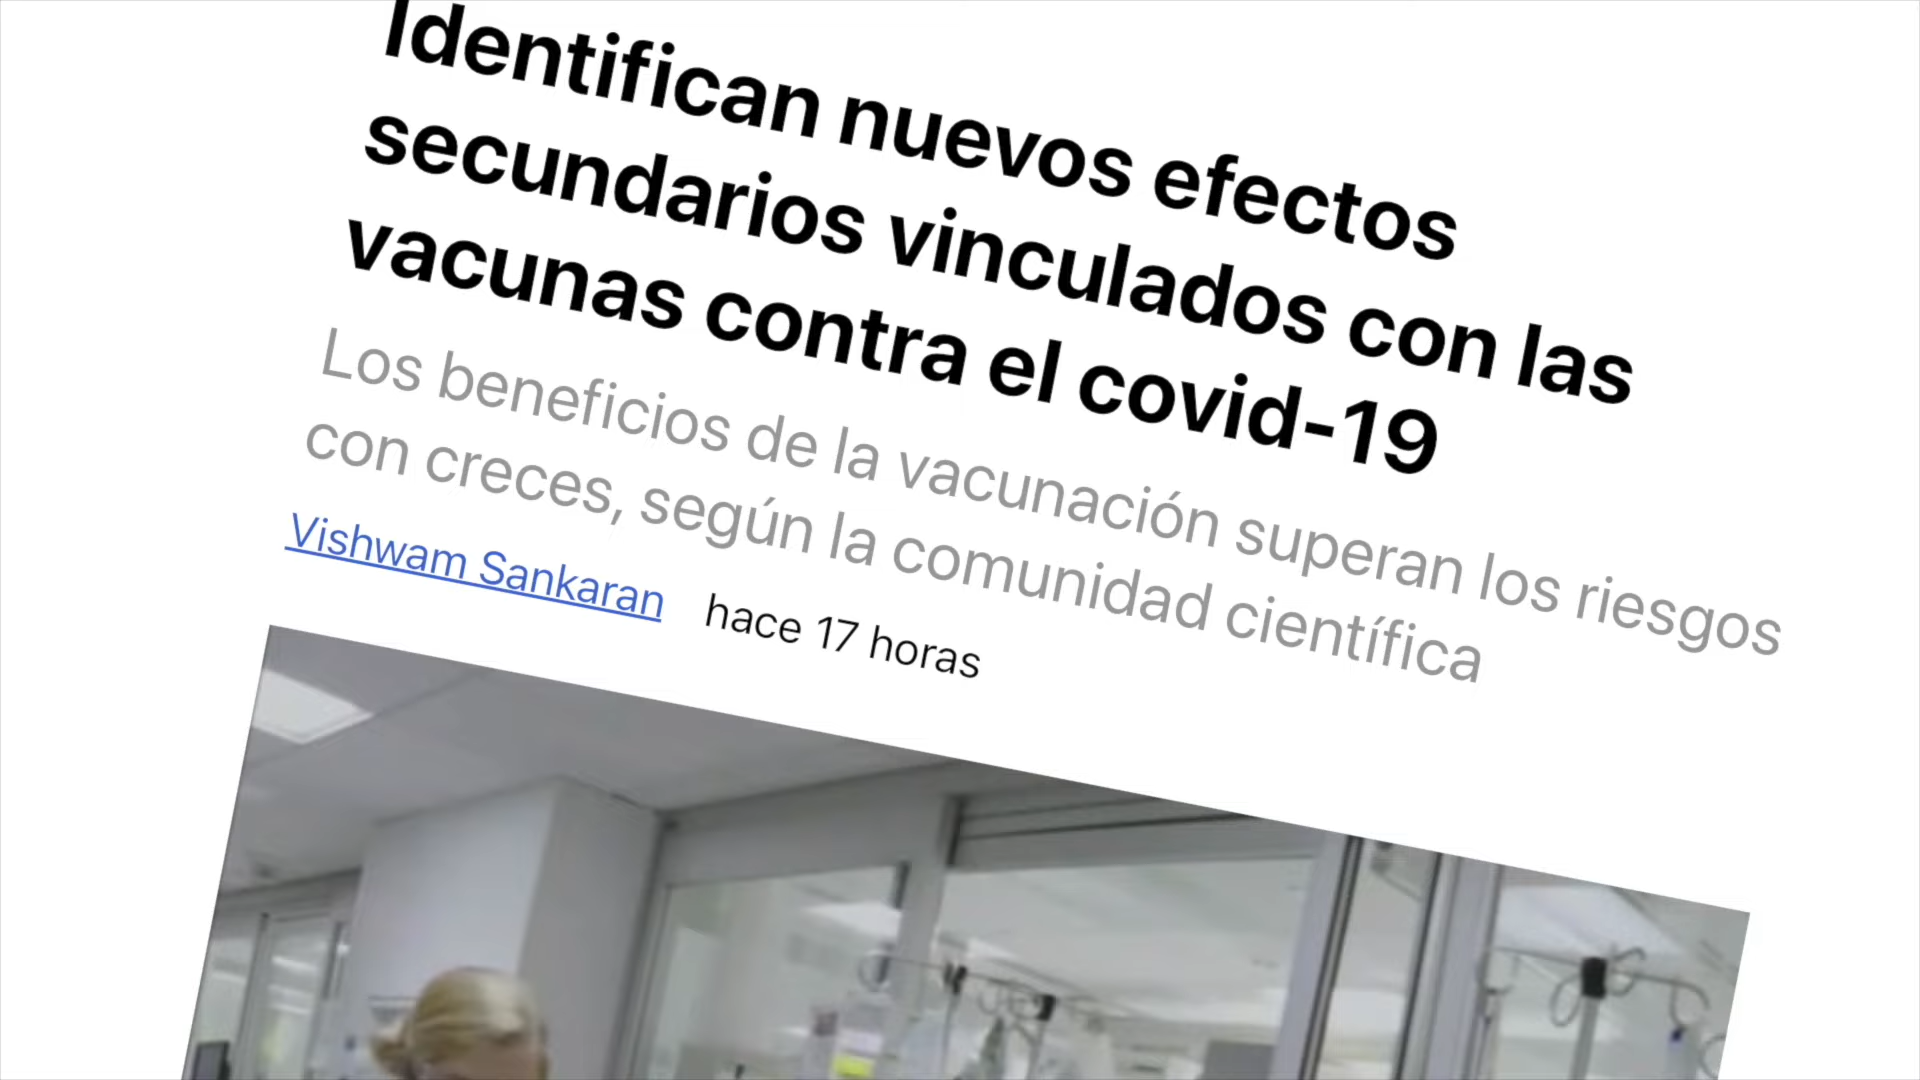 Identifican nuevos efectos
secundarios vinculados con las
vacunas contra el covid-19
Los beneficios de la vacunación superan los riesgos
con creces, según la comunidad científica
Vishwam Sankaran hace 17 horas